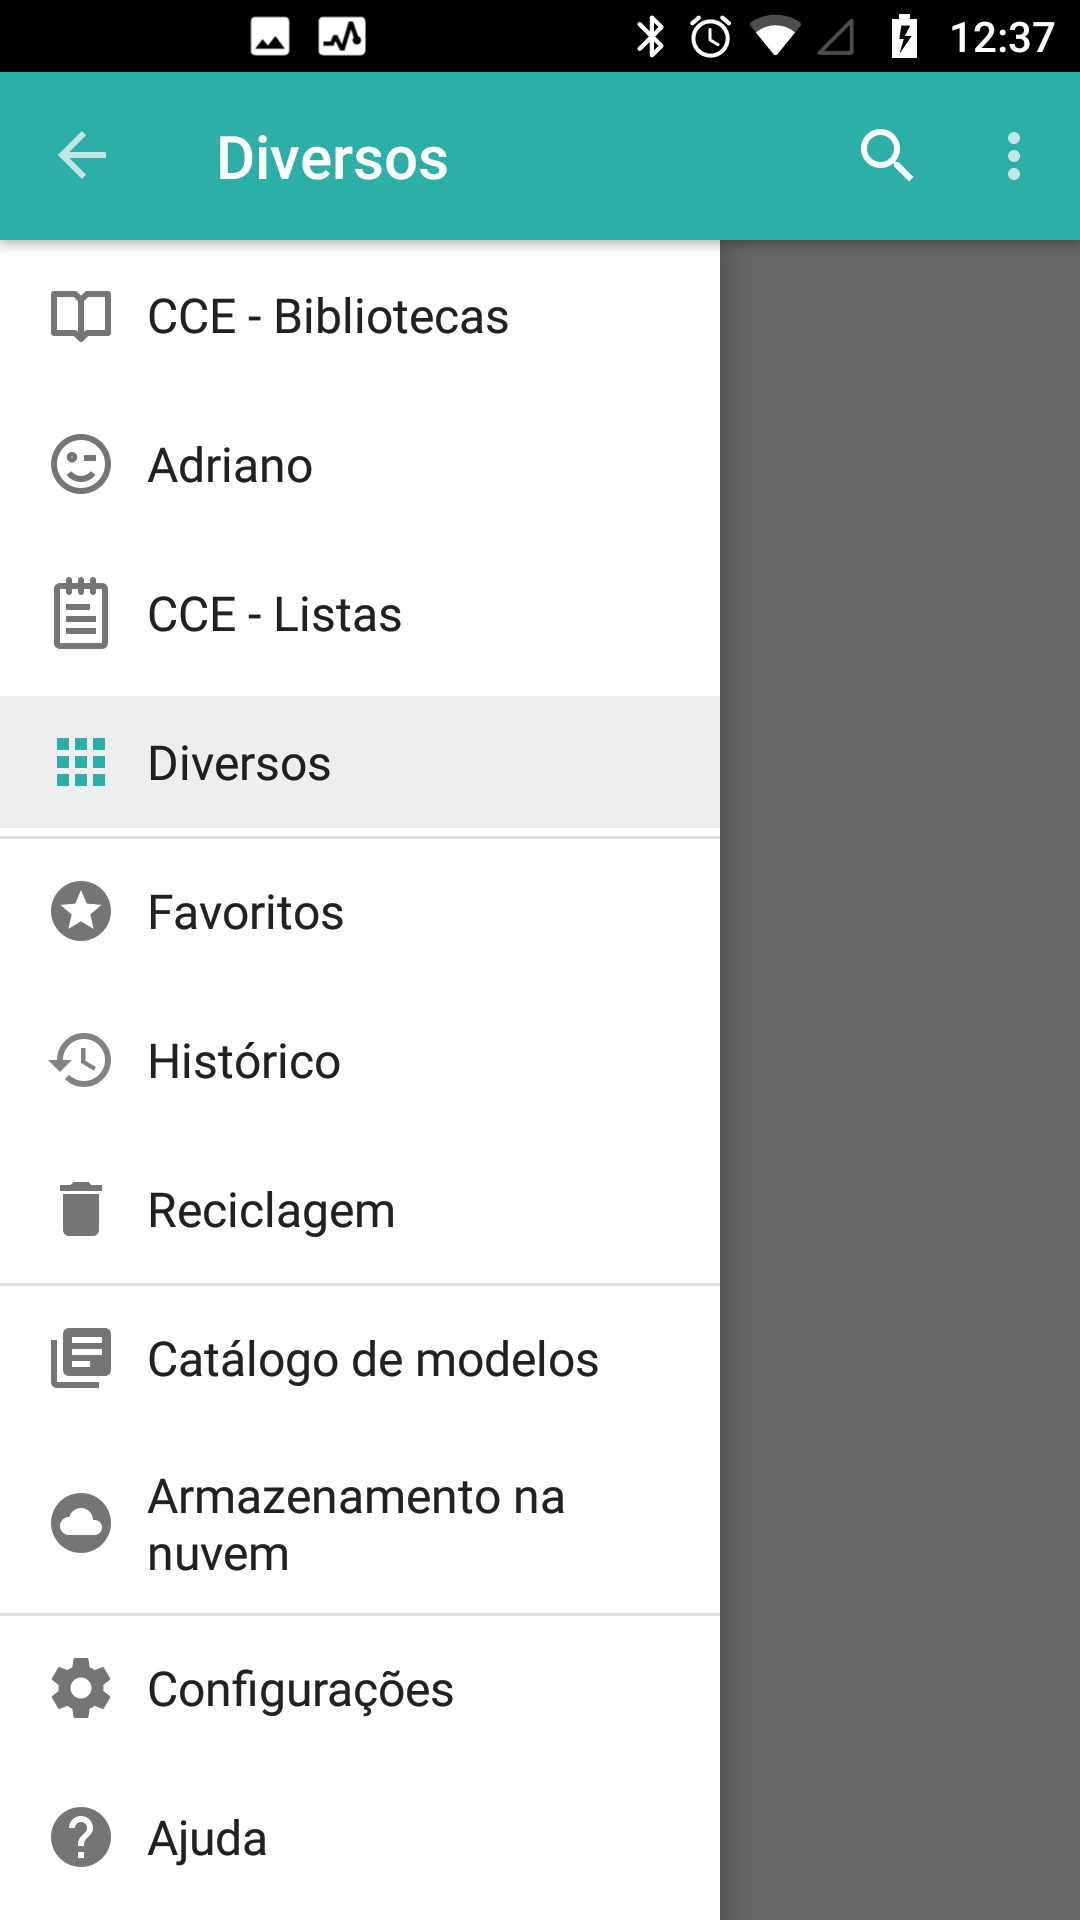 12:37
Diversos
CCE - Bibliotecas
Adriano
CCE - Listas
Diversos
Favoritos
Histórico
Reciclagem
Catálogo de modelos
Armazenamento na
nuvem
Configurações
Ajuda